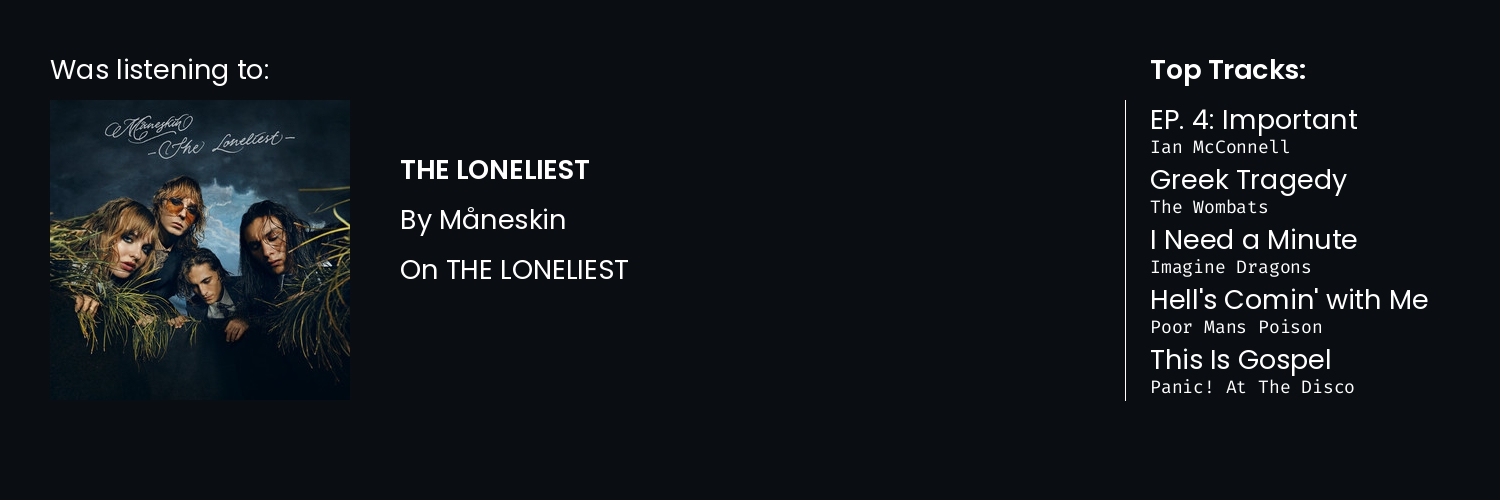 Was listening to:
Måneskin
- The Loneliest -
THE LONELIEST
By Måneskin
On THE LONELIEST
Top Tracks:
EP. 4: Important
Ian McConnell
Greek Tragedy
The Wombats
I Need a Minute
Imagine Dragons
Hell's Comin' with Me
Poor Mans Poison
This Is Gospel
Panic! At The Disco